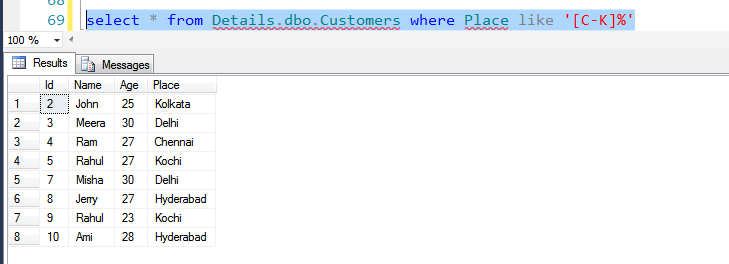 68
69 select * from Details.dbo.Customers where Place like '[C-K]%'
100 %
Results Messages
Id Name Age Place
1 2 John 25 Kolkata
2 3 Meera 30 Delhi
3 4 Ram 27 Chennai
4 5 Rahul 27 Kochi
5 7 Misha 30 Delhi
6 8 Jerry 27 Hyderabad
7 9 Rahul 23 Kochi
8 10 Ami 28 Hyderabad